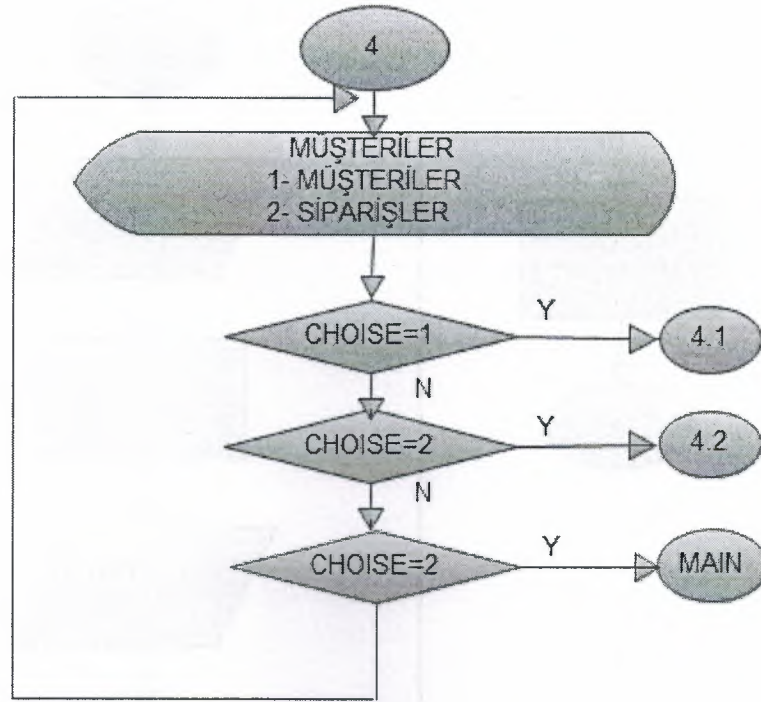 4
MÜŞTERİLER
1- MÜŞTERİLER
2- SİPARİŞLER
CHOISE=1
Y
4.1
N
CHOISE=2
Y
4.2
N
CHOISE=2
Y
MAIN